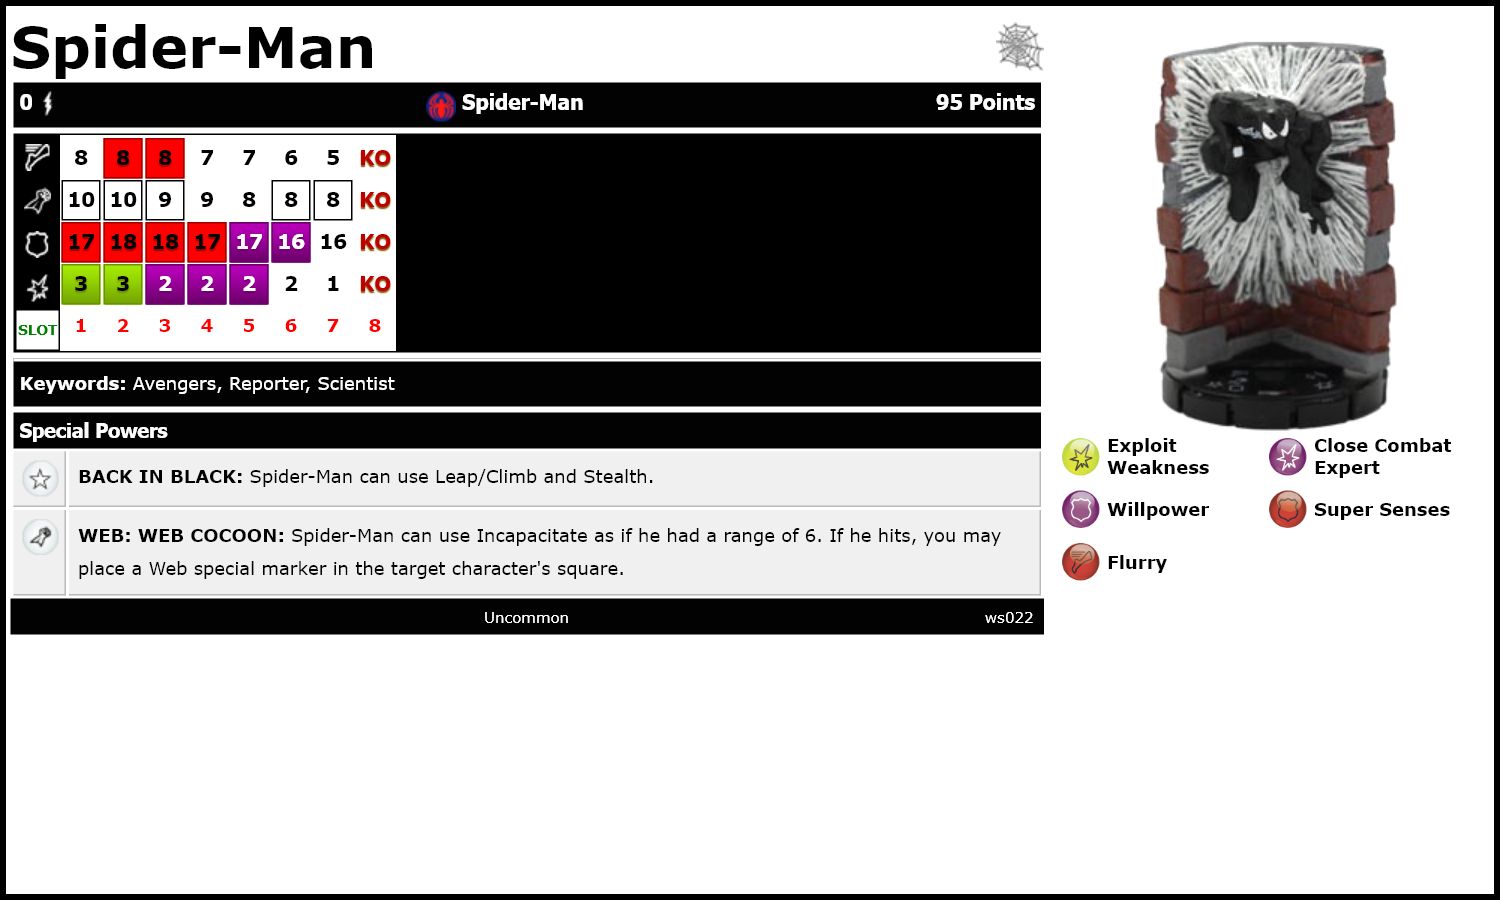 Spider-Man
0 Spider-Man 95 Points
8 8 8 7 7 6 5 KO
10 10 9 9 8 8 8 KO
17 18 18 17 17 16 16 KO
3 3 2 2 2 2 1 KO
SLOT 1 2 3 4 5 6 7 8
Keywords: Avengers, Reporter, Scientist
Special Powers
BACK IN BLACK: Spider-Man can use Leap/Climb and Stealth.
WEB: WEB COCOON: Spider-Man can use Incapacitate as if he had a range of 6. If he hits, you may
place a Web special marker in the target character's square.
Uncommon ws022
Exploit
Weakness
Close Combat
Expert
Willpower
Super Senses
Flurry